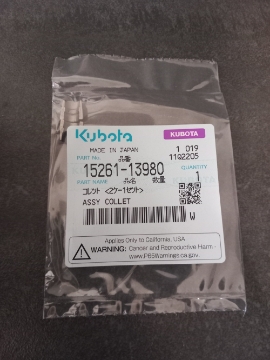 Kubota
KUBOTA
MADE IN JAPAN
1 019
11Q2205
PART No. 品番
QUANTITY
15261-13980
PART NAME 品名 数量
1
コレット <2ケ-1セット>
ASSY COLLET
W
Applies Only to California, USA.
WARNING: Cancer and Reproductive Harm -
www.P65Warnings.ca.gov.